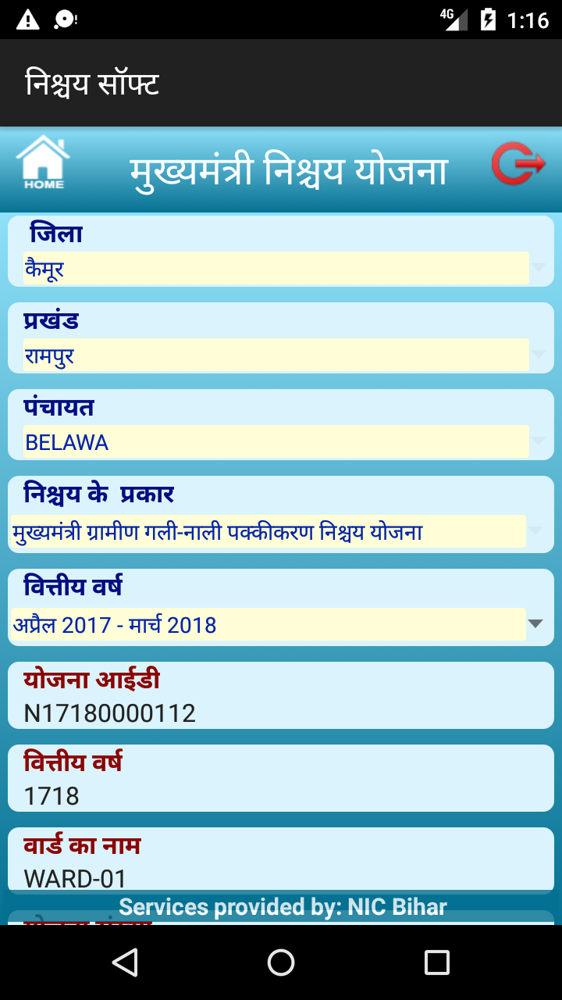 4G 1:16
निश्चय सॉफ्ट
HOME
मुख्यमंत्री निश्चय योजना
जिला
कैमूर
प्रखंड
रामपुर
पंचायत
BELAWA
निश्चय के प्रकार
मुख्यमंत्री ग्रामीण गली-नाली पक्कीकरण निश्चय योजना
वित्तीय वर्ष
अप्रैल 2017 - मार्च 2018
योजना आईडी
N17180000112
वित्तीय वर्ष
1718
वार्ड का नाम
WARD-01
Services provided by: NIC Bihar